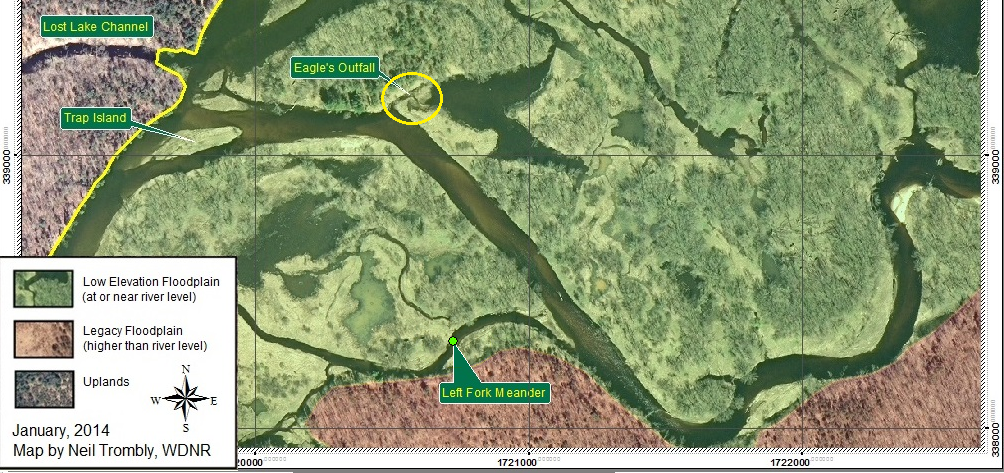 Lost Lake Channel
Eagle's Outfall
Trap Island
339000
339000
Low Elevation Floodplain
(at or near river level)
Legacy Floodplain
(higher than river level)
Uplands
N
W E
S
Left Fork Meander
January, 2014
Map by Neil Trombly, WDNR
338000
20000
1721000
1722000